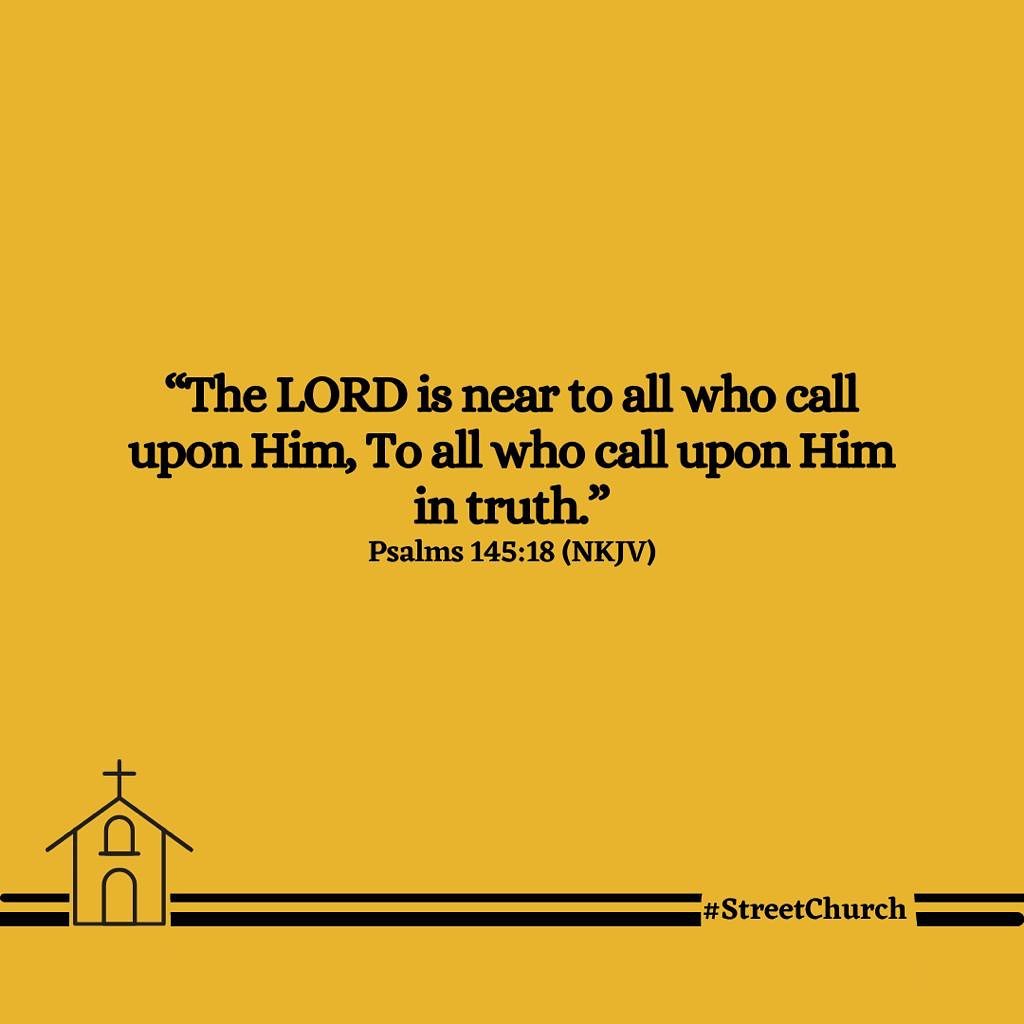 “The LORD is near to all who call
upon Him, To all who call upon Him
in truth.”
Psalms 145:18 (NKJV)
#StreetChurch